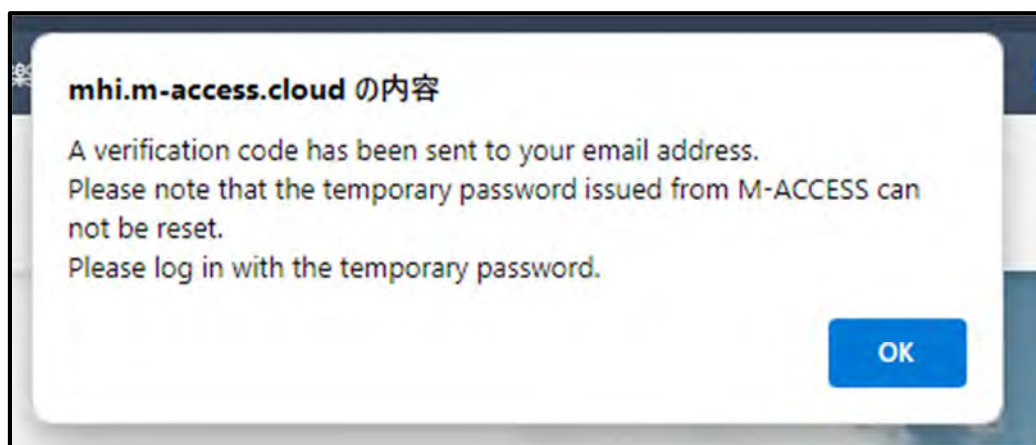 mhi.m-access.cloud の内容
A verification code has been sent to your email address.
Please note that the temporary password issued from M-ACCESS can
not be reset.
Please log in with the temporary password.
OK